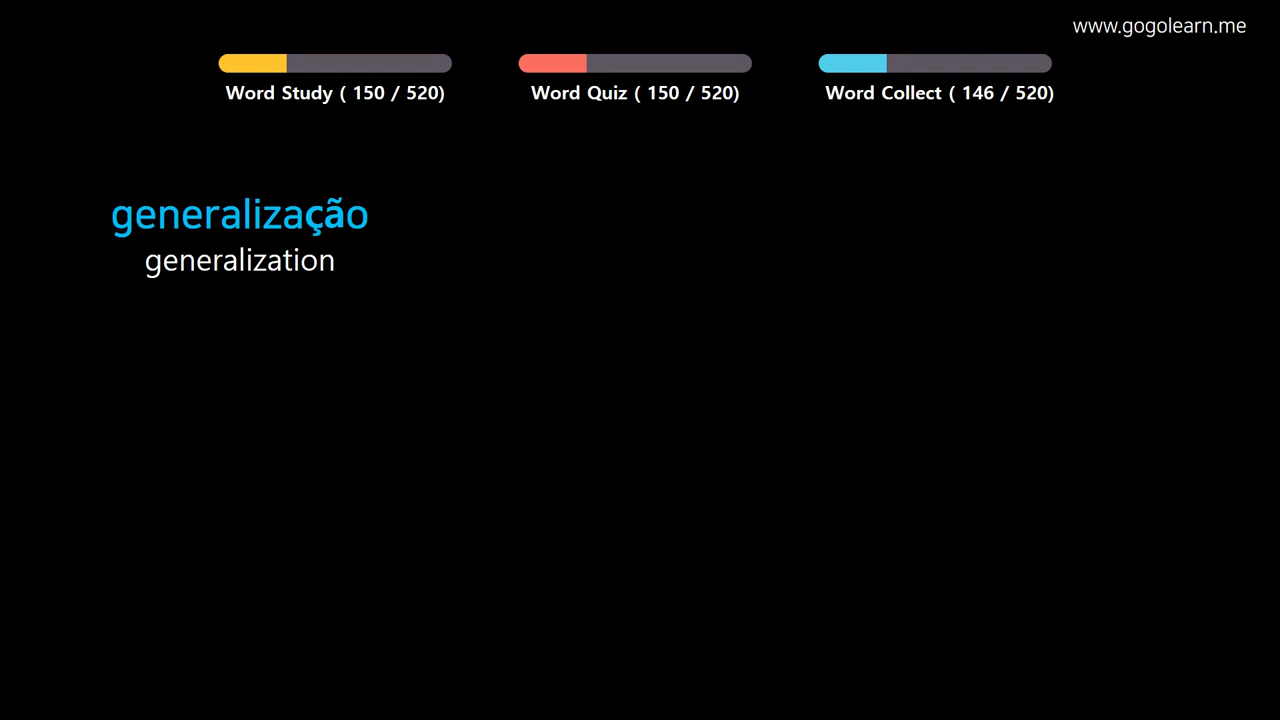 www.gogolearn.me
Word Study ( 150 / 520)
Word Quiz ( 150 / 520)
Word Collect ( 146 / 520)
generalização
generalization